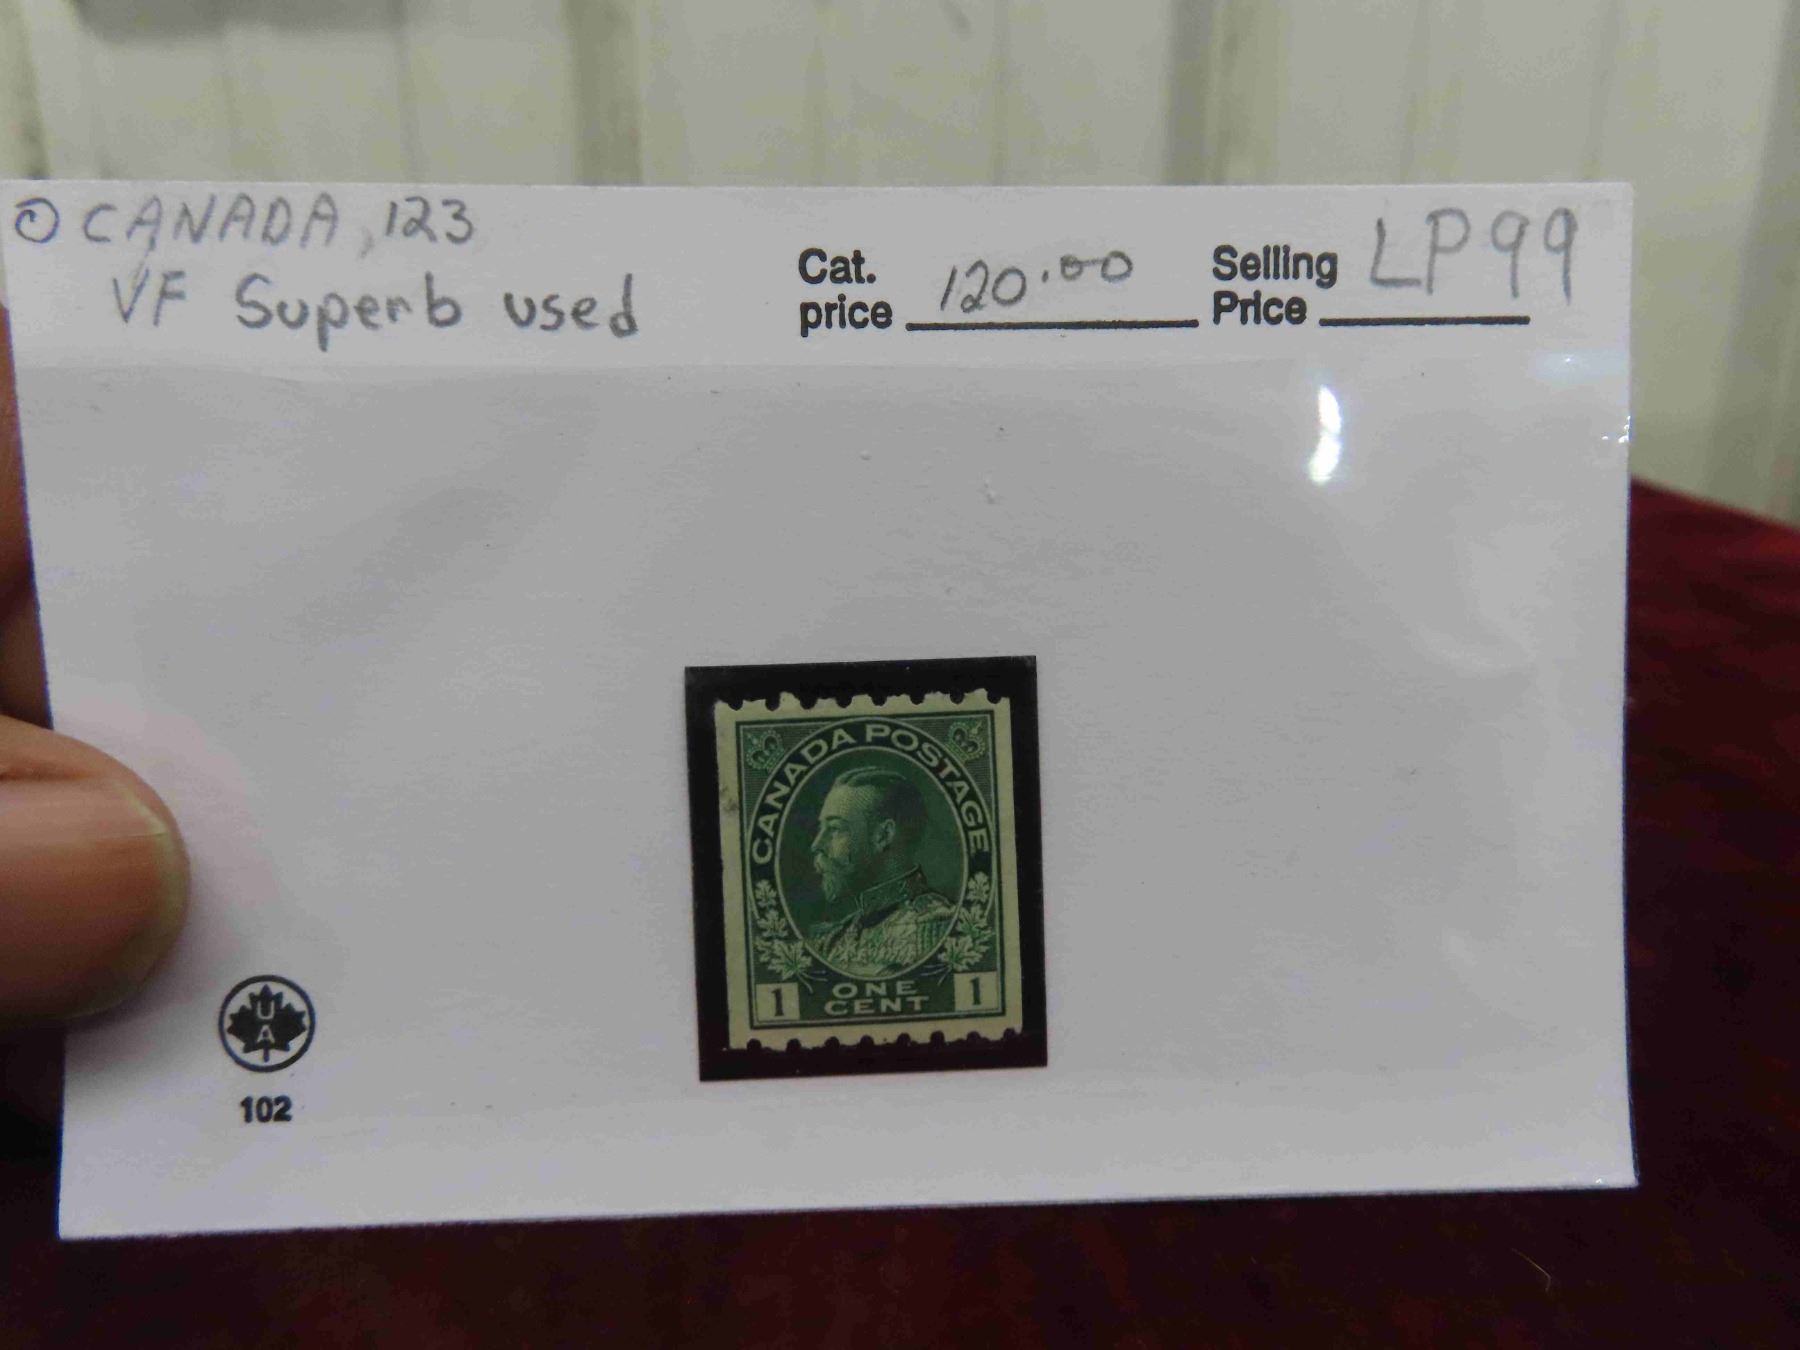 CANADA, 123
VF Superb used
Cat. price 120.00
Selling Price LP99
CANADA POSTAGE
1 ONE CENT 1
UA
102